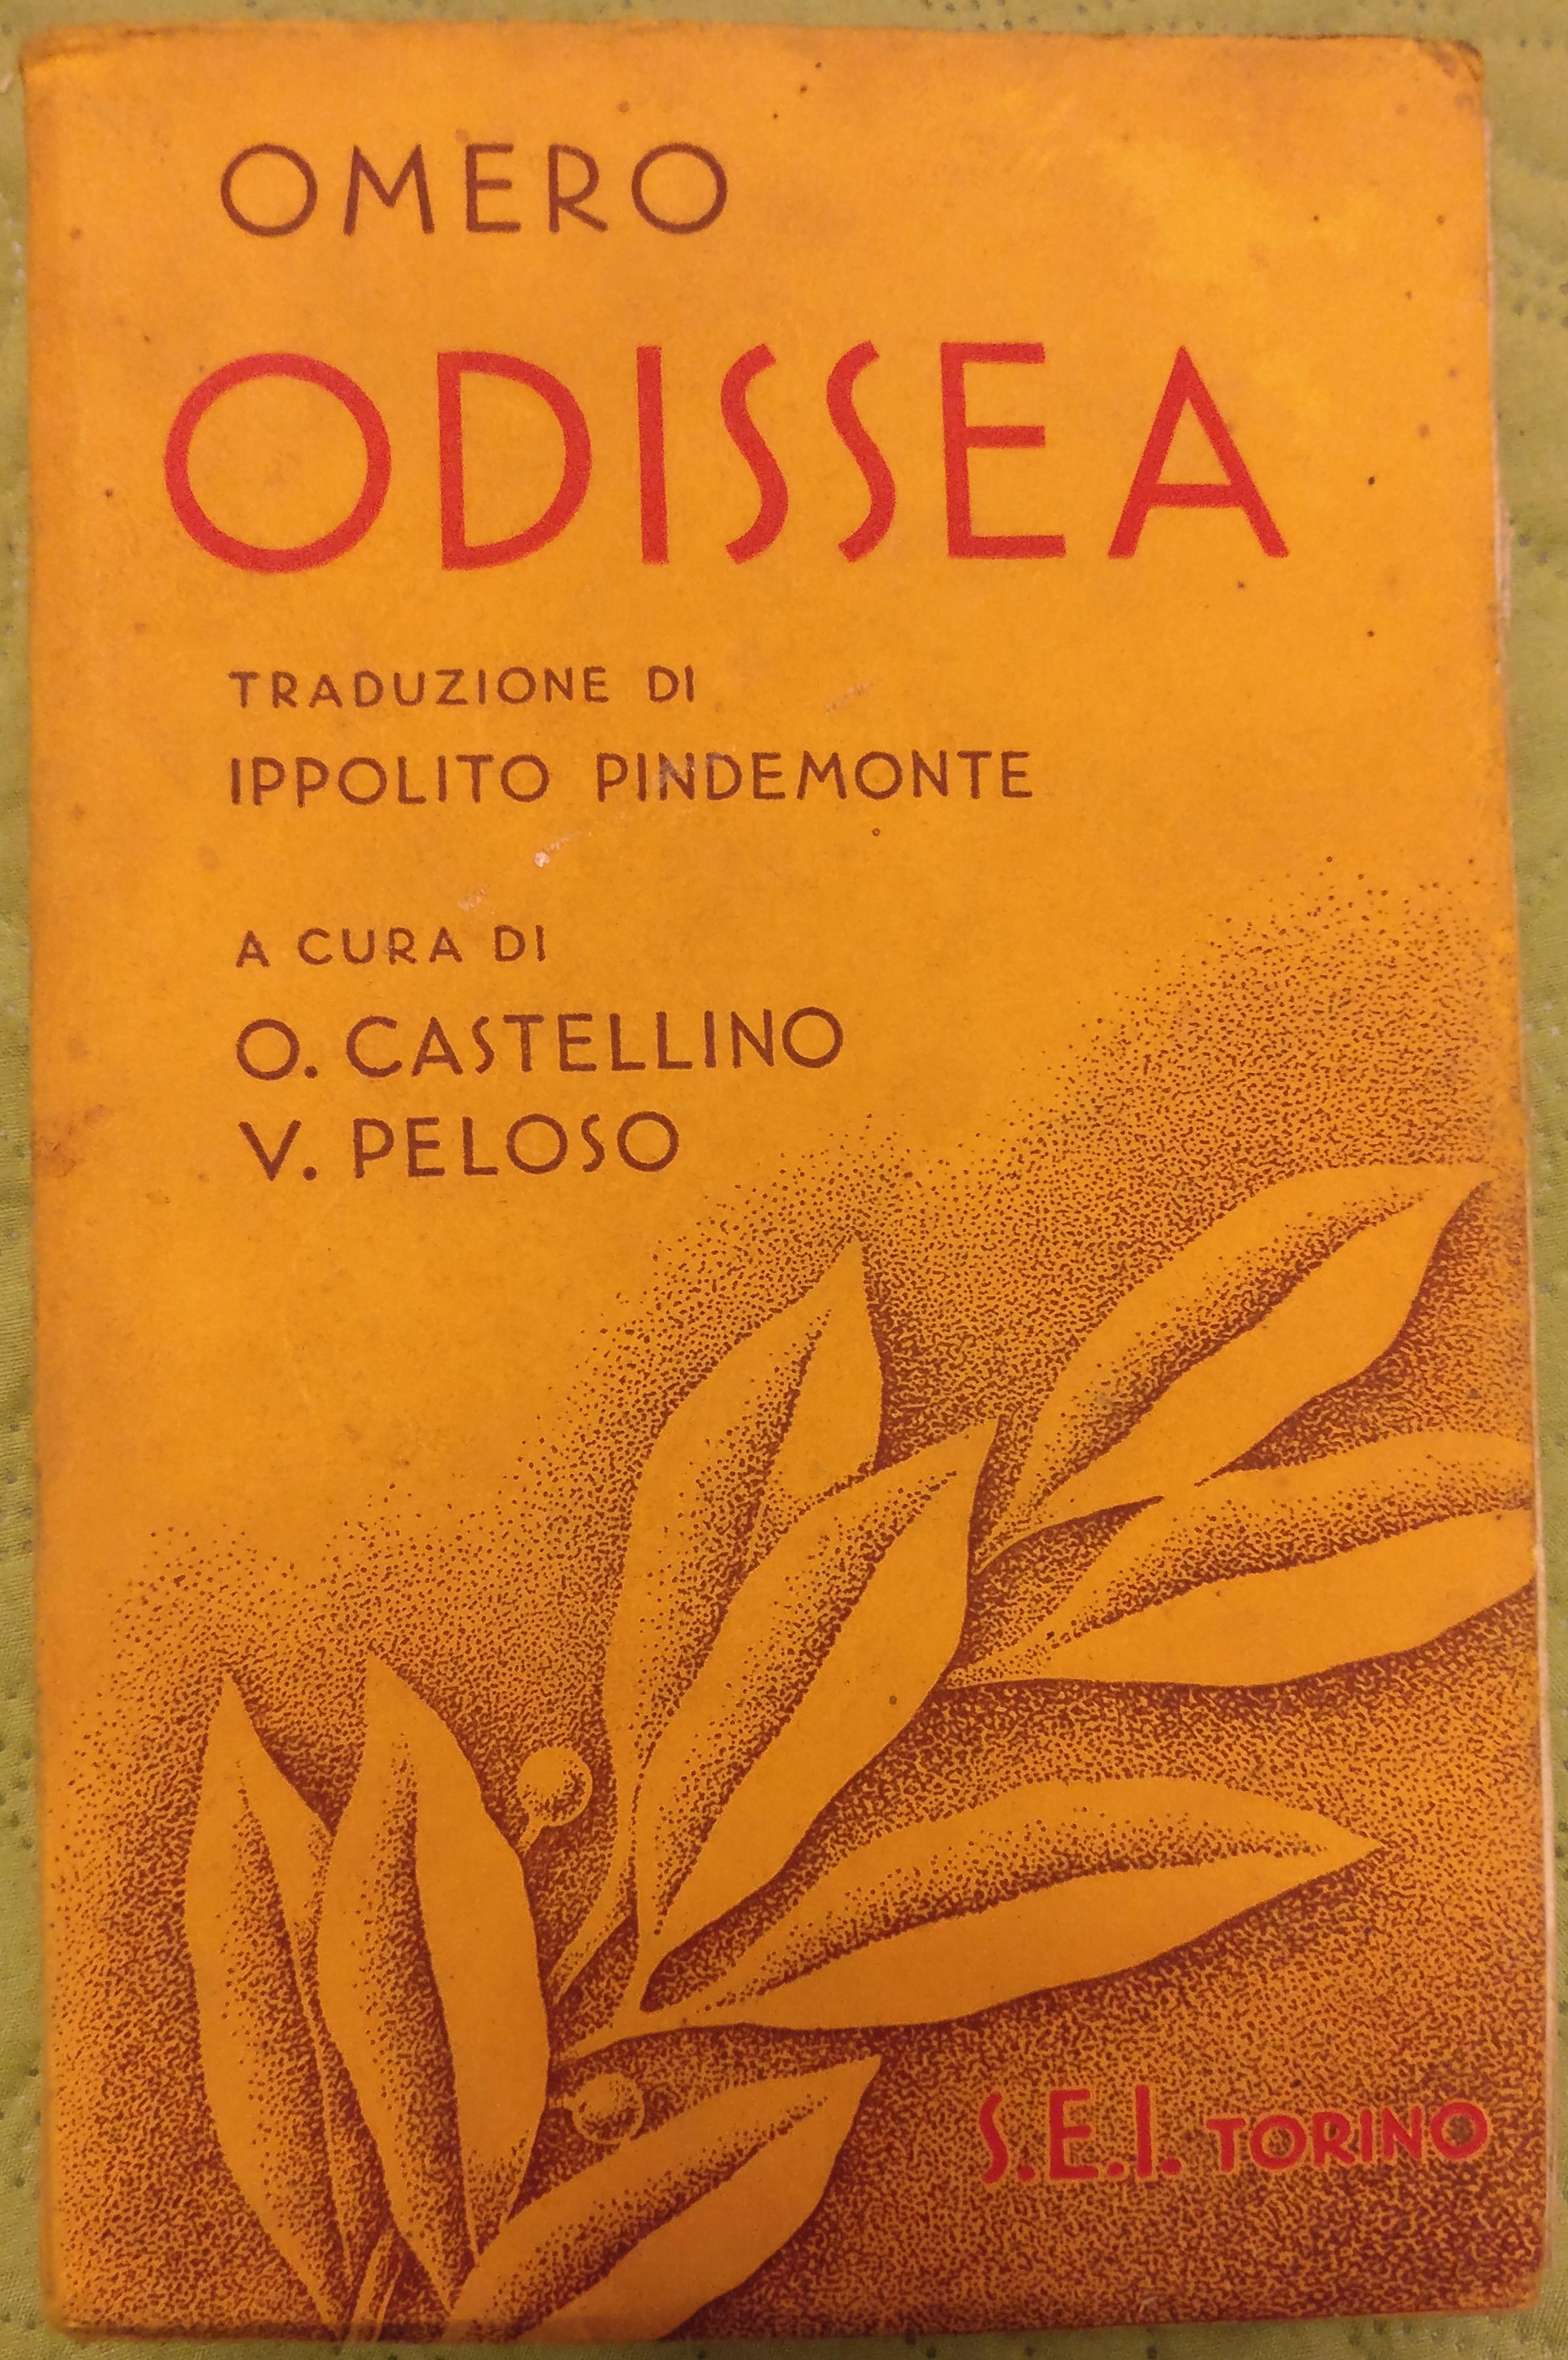 OMERO
ODISSEA
TRADUZIONE DI
IPPOLITO PINDEMONTE
A CURA DI
O. CASTELLINO
V. PELOSO
S.E.I. TORINO